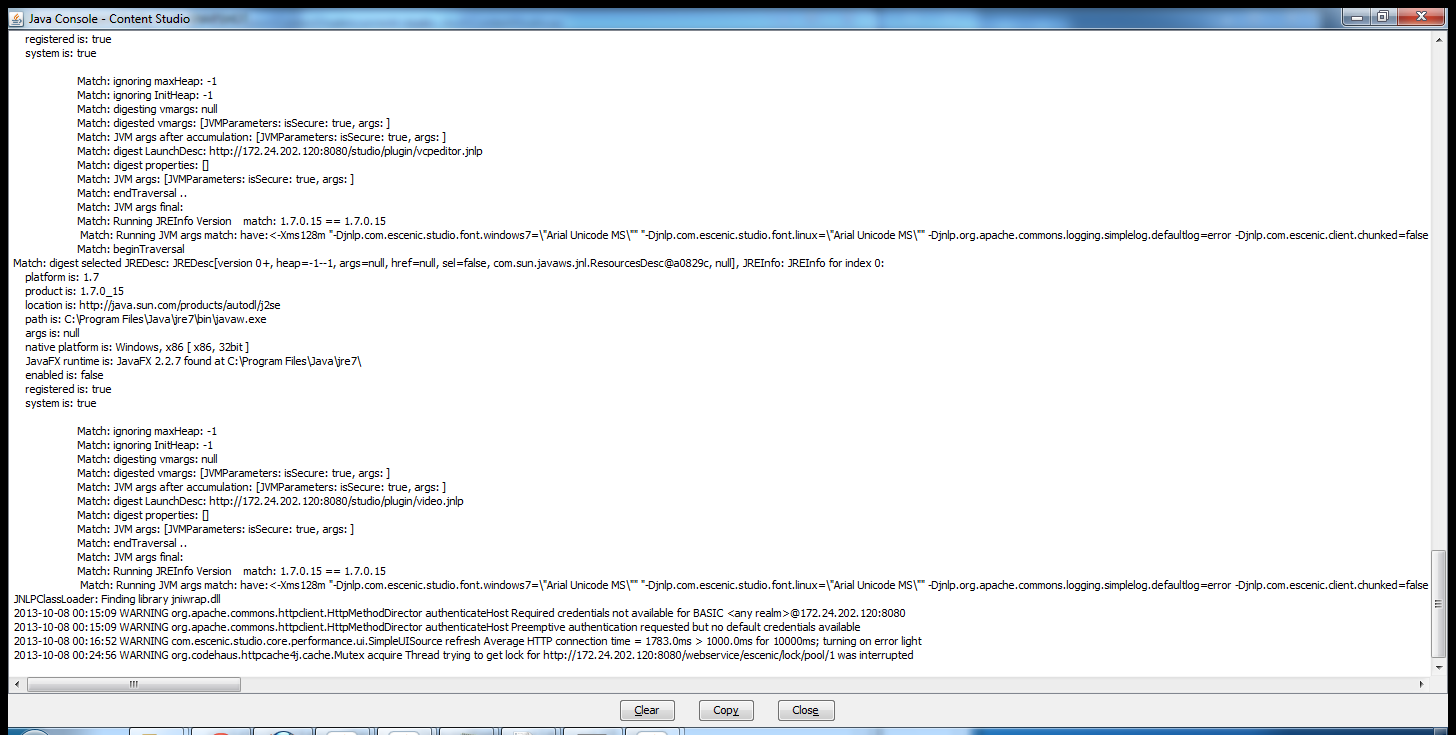 Java Console - Content Studio
registered is: true
system is: true
Match: ignoring maxHeap: -1
Match: ignoring InitHeap: -1
Match: digesting vmargs: null
Match: digested vmargs: [JVMParameters: isSecure: true, args: ]
Match: JVM args after accumulation: [JVMParameters: isSecure: true, args: ]
Match: digest LaunchDesc: http://172.24.202.120:8080/studio/plugin/vcpeditor.jnlp
Match: digest properties: []
Match: JVM args: [JVMParameters: isSecure: true, args: ]
Match: endTraversal ..
Match: JVM args final:
Match: Running JREInfo Version    match: 1.7.0.15 == 1.7.0.15
Match: Running JVM args match: have:<-Xms128m "-Djnlp.com.escenic.studio.font.windows7=\"Arial Unicode MS\"" "-Djnlp.com.escenic.studio.font.linux=\"Arial Unicode MS\"" -Djnlp.org.apache.commons.logging.simplelog.defaultlog=error -Djnlp.com.escenic.client.chunked=false
Match: beginTraversal
Match: digest selected JREDesc: JREDesc[version 0+, heap=-1--1, args=null, href=null, sel=false, com.sun.javaws.jnl.ResourcesDesc@a0829c, null], JREInfo: JREInfo for index 0:
platform is: 1.7
product is: 1.7.0_15
location is: http://java.sun.com/products/autodl/j2se
path is: C:\Program Files\Java\jre7\bin\javaw.exe
args is: null
native platform is: Windows, x86 [ x86, 32bit ]
JavaFX runtime is: JavaFX 2.2.7 found at C:\Program Files\Java\jre7\
enabled is: false
registered is: true
system is: true
Match: ignoring maxHeap: -1
Match: ignoring InitHeap: -1
Match: digesting vmargs: null
Match: digested vmargs: [JVMParameters: isSecure: true, args: ]
Match: JVM args after accumulation: [JVMParameters: isSecure: true, args: ]
Match: digest LaunchDesc: http://172.24.202.120:8080/studio/plugin/video.jnlp
Match: digest properties: []
Match: JVM args: [JVMParameters: isSecure: true, args: ]
Match: endTraversal ..
Match: JVM args final:
Match: Running JREInfo Version    match: 1.7.0.15 == 1.7.0.15
Match: Running JVM args match: have:<-Xms128m "-Djnlp.com.escenic.studio.font.windows7=\"Arial Unicode MS\"" "-Djnlp.com.escenic.studio.font.linux=\"Arial Unicode MS\"" -Djnlp.org.apache.commons.logging.simplelog.defaultlog=error -Djnlp.com.escenic.client.chunked=false
JNLPClassLoader: Finding library jniwrap.dll
2013-10-08 00:15:09 WARNING org.apache.commons.httpclient.HttpMethodDirector authenticateHost Required credentials not available for BASIC <any realm>@172.24.202.120:8080
2013-10-08 00:15:09 WARNING org.apache.commons.httpclient.HttpMethodDirector authenticateHost Preemptive authentication requested but no default credentials available
2013-10-08 00:16:52 WARNING com.escenic.studio.core.performance.ui.SimpleUISource refresh Average HTTP connection time = 1783.0ms > 1000.0ms for 10000ms; turning on error light
2013-10-08 00:24:56 WARNING org.codehaus.httpcache4j.cache.Mutex acquire Thread trying to get lock for http://172.24.202.120:8080/webservice/escenic/lock/pool/1 was interrupted
Clear Copy Close